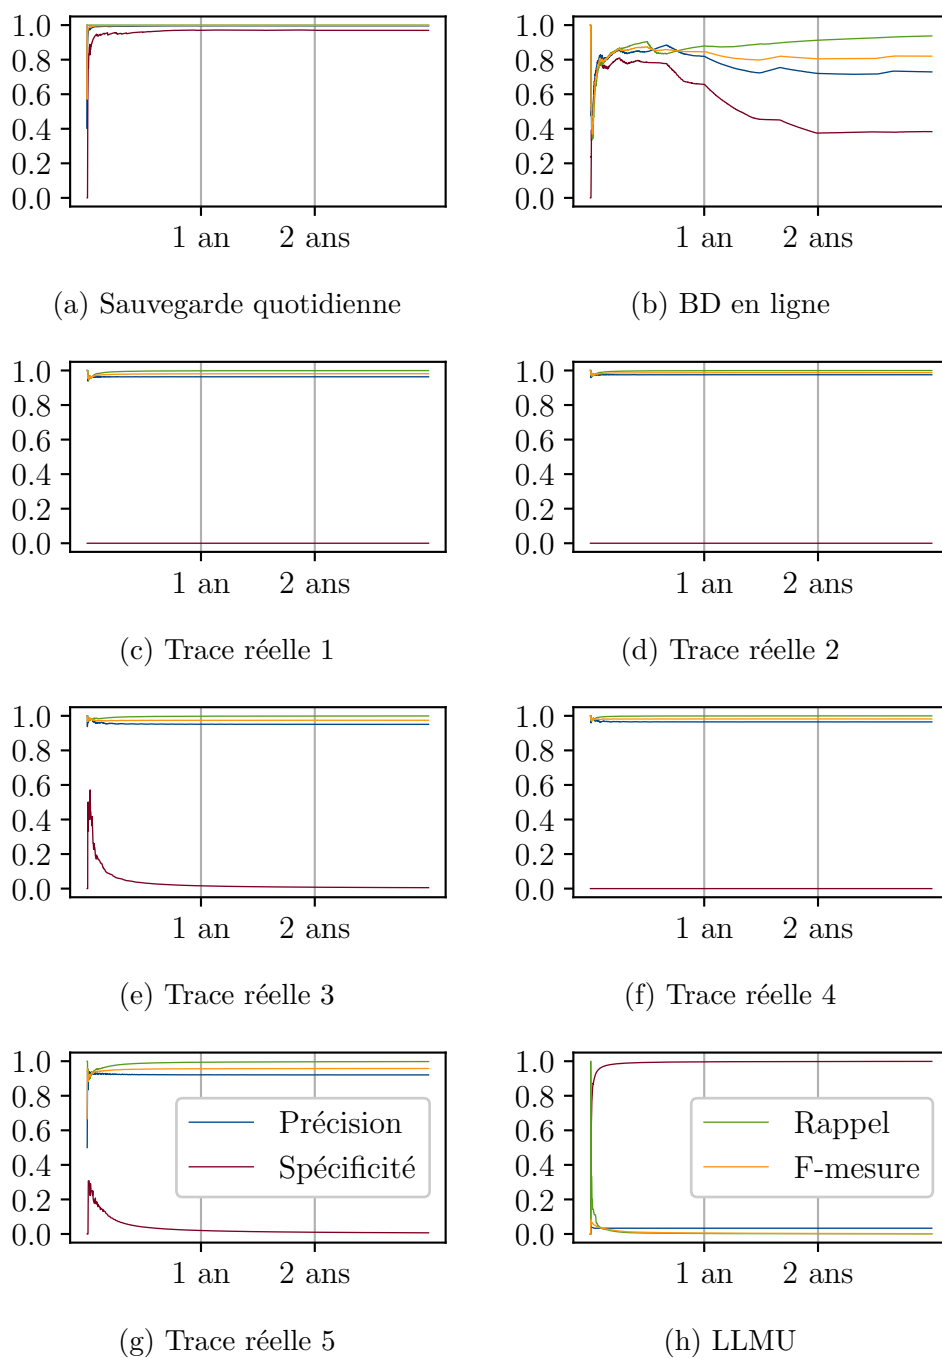 1.0
0.8
0.6
0.4
0.2
0.0
1 an 2 ans
(a) Sauvegarde quotidienne
1.0
0.8
0.6
0.4
0.2
0.0
1 an 2 ans
(b) BD en ligne
1.0
0.8
0.6
0.4
0.2
0.0
1 an 2 ans
(c) Trace réelle 1
1.0
0.8
0.6
0.4
0.2
0.0
1 an 2 ans
(d) Trace réelle 2
1.0
0.8
0.6
0.4
0.2
0.0
1 an 2 ans
(e) Trace réelle 3
1.0
0.8
0.6
0.4
0.2
0.0
1 an 2 ans
(f) Trace réelle 4
1.0
0.8
0.6
0.4
0.2
0.0
Précision
Spécificité
1 an 2 ans
(g) Trace réelle 5
1.0
0.8
0.6
0.4
0.2
0.0
Rappel
F-mesure
1 an 2 ans
(h) LLMU